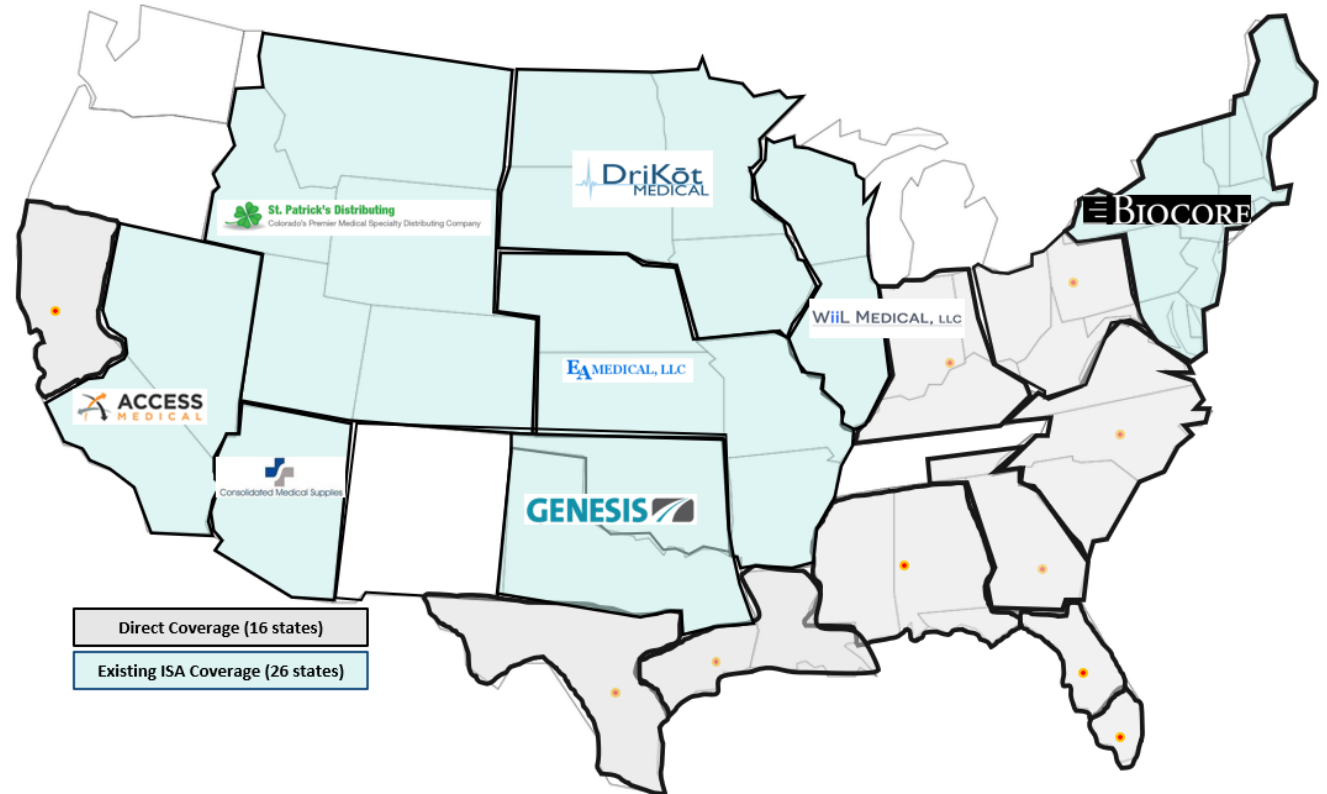 DriKōt
MEDICAL
St. Patrick's Distributing
Colorado's Premier Medical Specialty Distributing Company
BIOCORE
WiiL MEDICAL, LLC
EA MEDICAL, LLC
ACCESS
MEDICAL
Consolidated Medical Supplies
GENESIS
Direct Coverage (16 states)
Existing ISA Coverage (26 states)